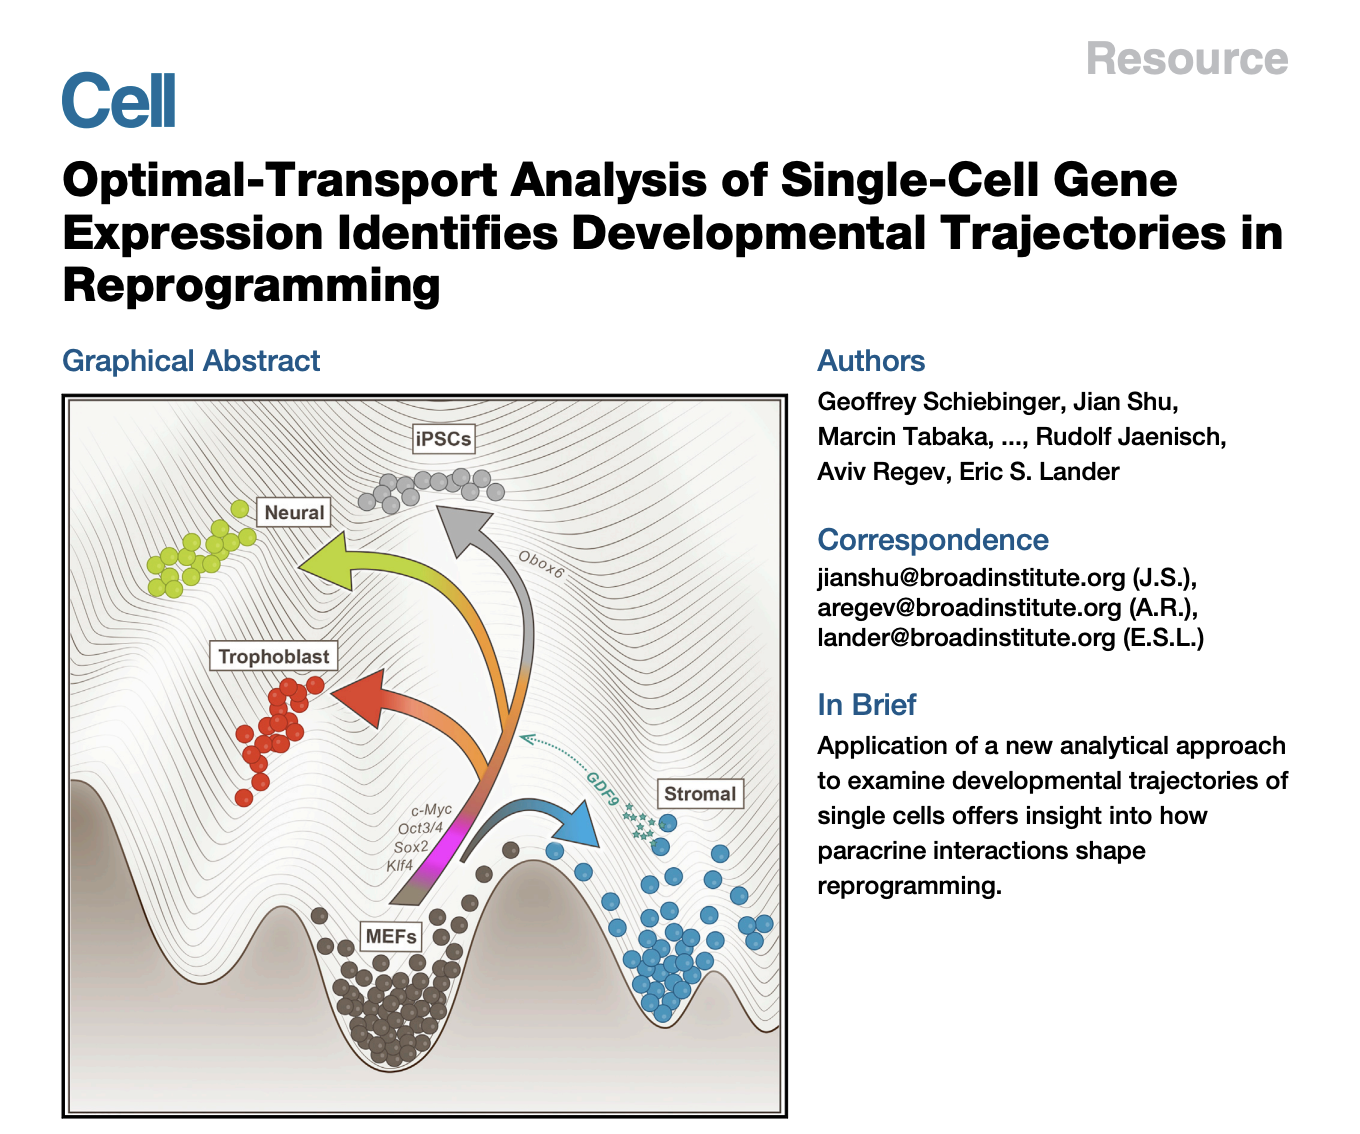 Resource
Cell
Optimal-Transport Analysis of Single-Cell Gene
Expression Identifies Developmental Trajectories in
Reprogramming
Graphical Abstract
iPSCs
Neural
Obox6
Trophoblast
GDF9
Stromal
c-Myc
Oct3/4
Sox2
Klf4
MEFs
Authors
Geoffrey Schiebinger, Jian Shu,
Marcin Tabaka, ..., Rudolf Jaenisch,
Aviv Regev, Eric S. Lander
Correspondence
jianshu@broadinstitute.org (J.S.),
aregev@broadinstitute.org (A.R.),
lander@broadinstitute.org (E.S.L.)
In Brief
Application of a new analytical approach
to examine developmental trajectories of
single cells offers insight into how
paracrine interactions shape
reprogramming.